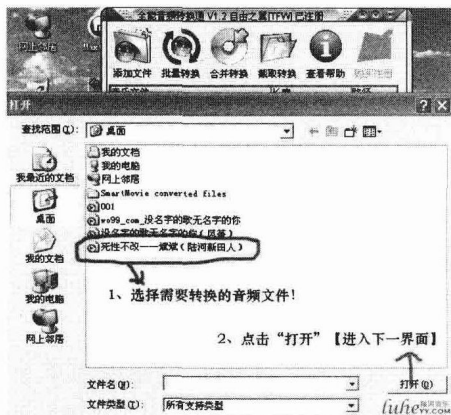 网上邻居
全能音频转换通 V1.2 自由之翼[TFW]已注册
添加文件 批量转换 合并转换 截取转换 查看帮助
打开
查找范围(I): 桌面
我最近的文档
桌面
我的文档
我的电脑
网上邻居
我的文档
我的电脑
网上邻居
SmartMovie converted files
001
wo99_com_没名字的歌无名字的你
没名字的歌无名字的你(风筝)
死性不改——斌斌(陆河新田人)
1、选择需要转换的音频文件!
2、点击“打开”【进入下一界面】
文件名(N): 打开(O)
文件类型(T): 所有支持类型